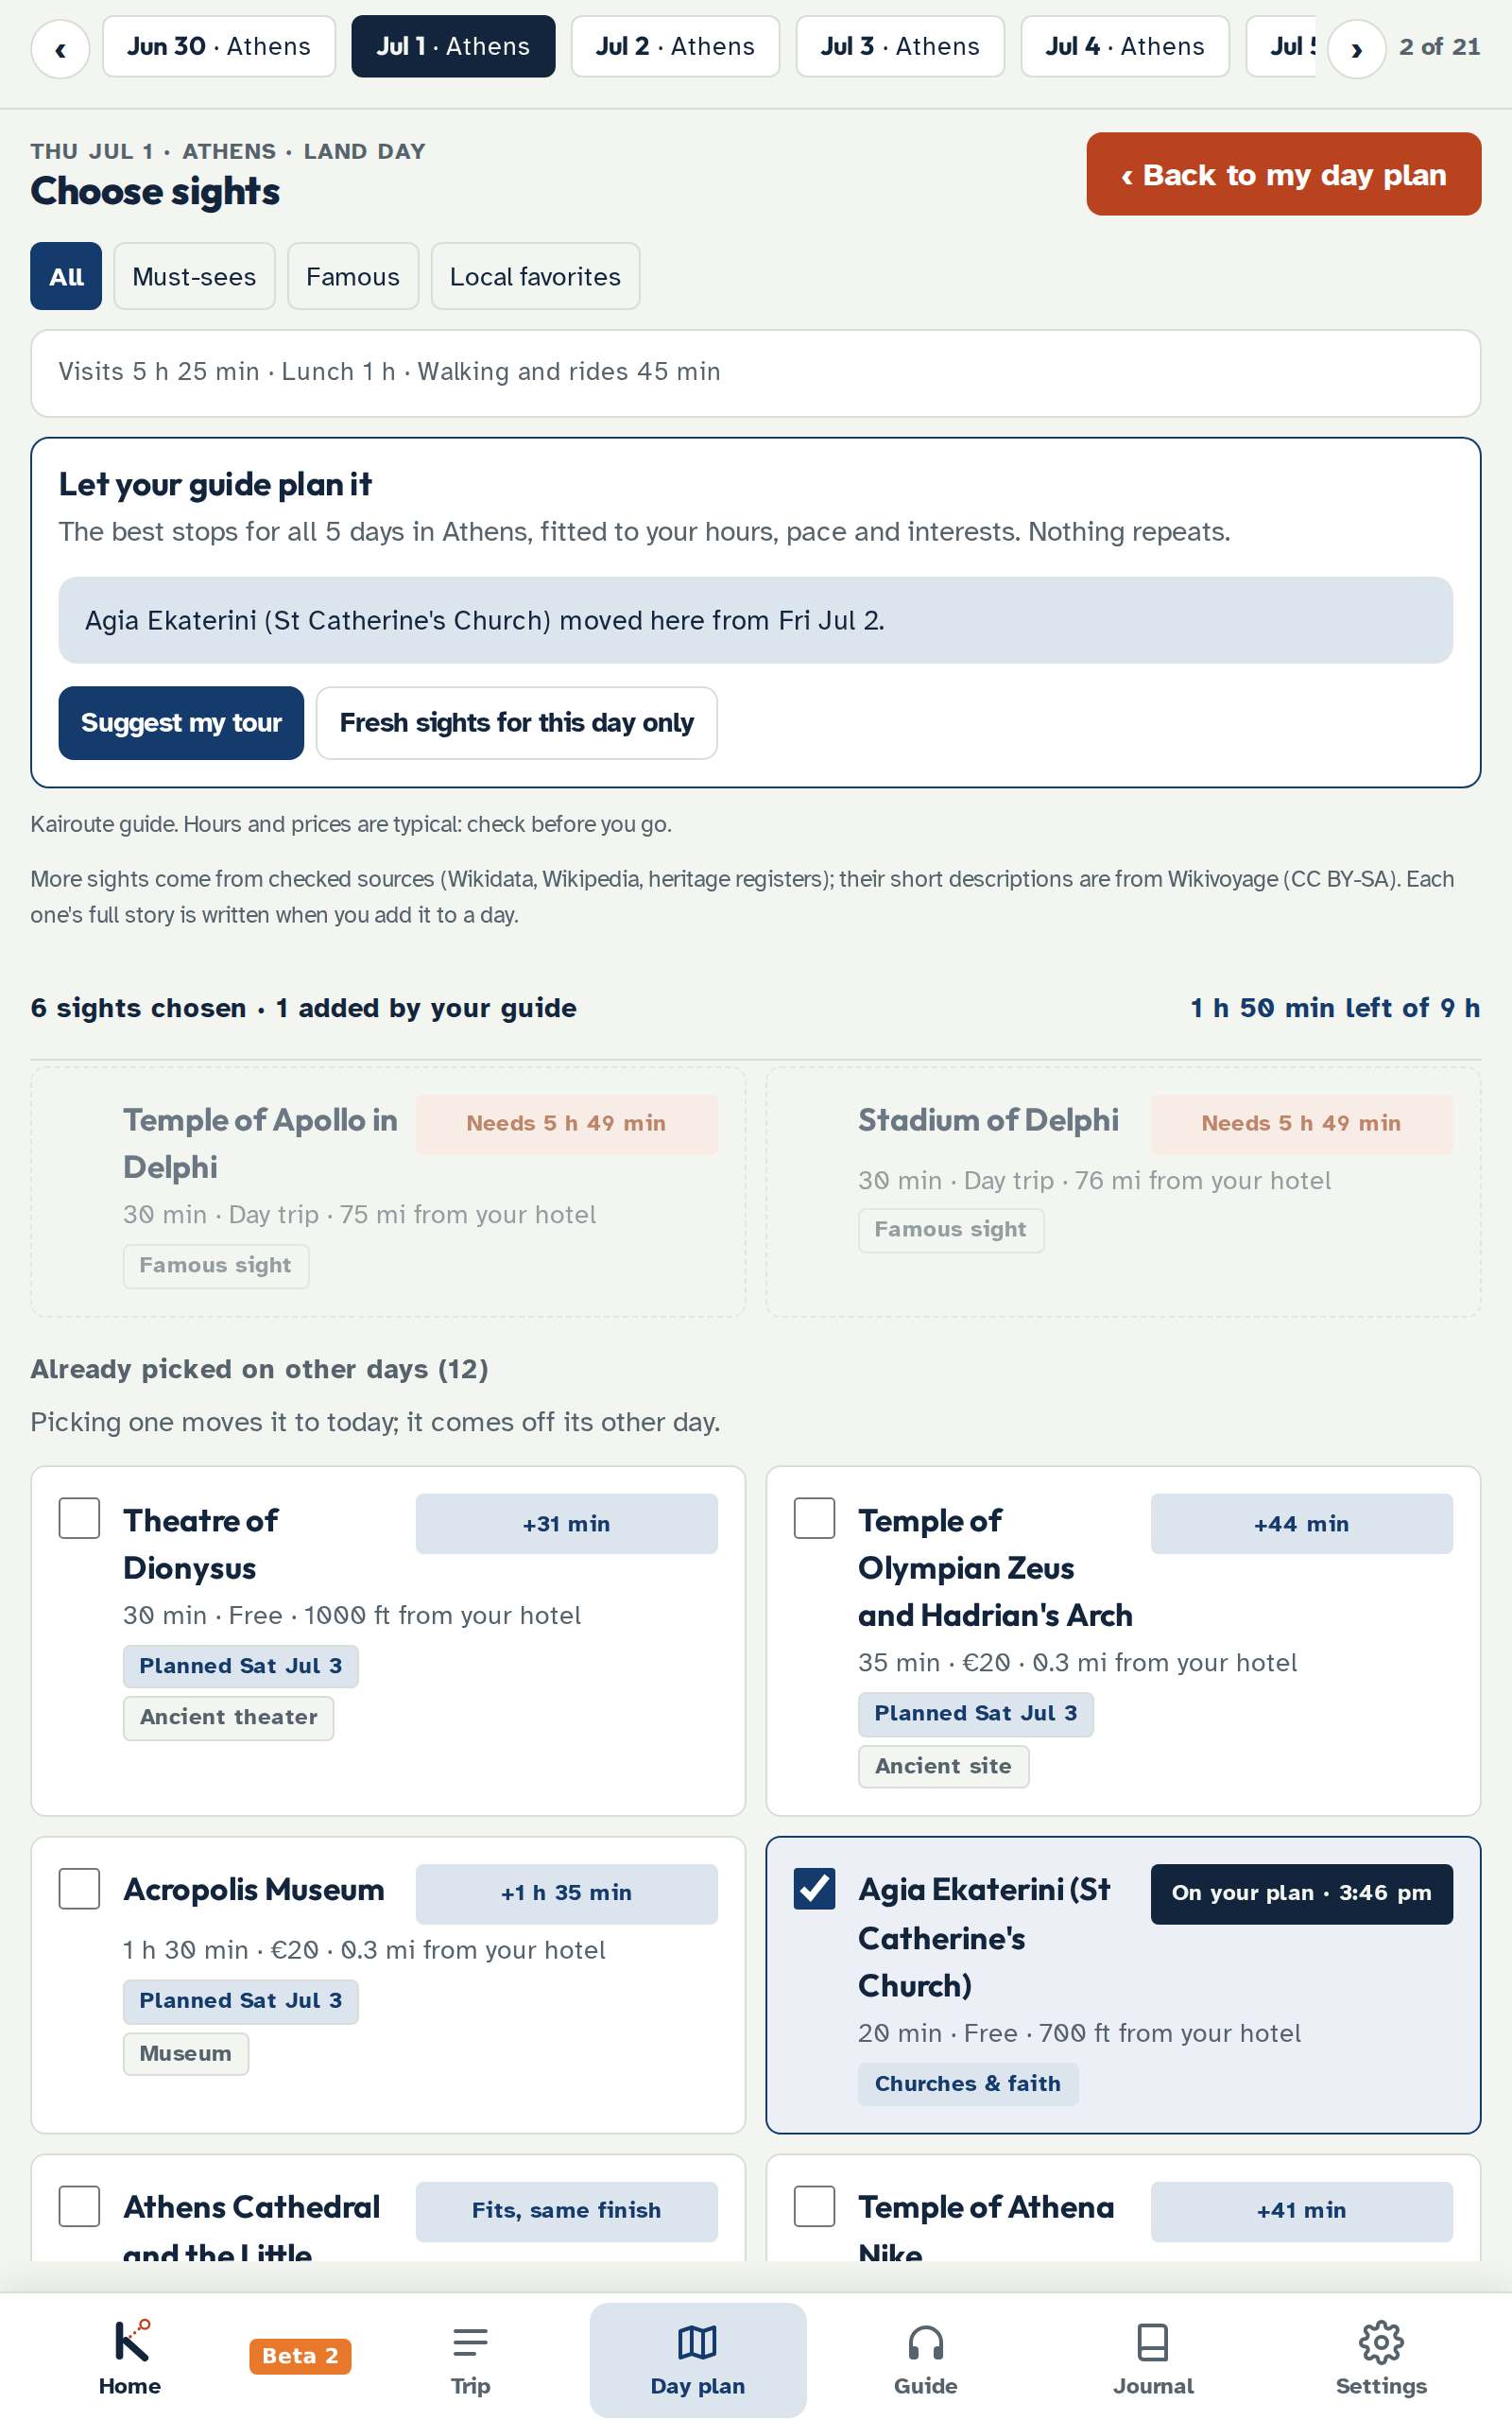 ‹
Jun 30 · Athens
Jul 1 · Athens
Jul 2 · Athens
Jul 3 · Athens
Jul 4 · Athens
Jul 5
›
2 of 21
THU JUL 1 · ATHENS · LAND DAY
Choose sights
‹ Back to my day plan
All
Must-sees
Famous
Local favorites
Visits 5 h 25 min · Lunch 1 h · Walking and rides 45 min
Let your guide plan it
The best stops for all 5 days in Athens, fitted to your hours, pace and interests. Nothing repeats.
Agia Ekaterini (St Catherine's Church) moved here from Fri Jul 2.
Suggest my tour
Fresh sights for this day only
Kairoute guide. Hours and prices are typical: check before you go.
More sights come from checked sources (Wikidata, Wikipedia, heritage registers); their short descriptions are from Wikivoyage (CC BY-SA). Each
one's full story is written when you add it to a day.
6 sights chosen · 1 added by your guide
1 h 50 min left of 9 h
Temple of Apollo in
Delphi
Needs 5 h 49 min
30 min · Day trip · 75 mi from your hotel
Famous sight
Stadium of Delphi
Needs 5 h 49 min
30 min · Day trip · 76 mi from your hotel
Famous sight
Already picked on other days (12)
Picking one moves it to today; it comes off its other day.
Theatre of
Dionysus
+31 min
30 min · Free · 1000 ft from your hotel
Planned Sat Jul 3
Ancient theater
Temple of
Olympian Zeus
and Hadrian's Arch
+44 min
35 min · €20 · 0.3 mi from your hotel
Planned Sat Jul 3
Ancient site
Acropolis Museum
+1 h 35 min
1 h 30 min · €20 · 0.3 mi from your hotel
Planned Sat Jul 3
Museum
Agia Ekaterini (St
Catherine's
Church)
On your plan · 3:46 pm
20 min · Free · 700 ft from your hotel
Churches & faith
Athens Cathedral
and the Little
Fits, same finish
Temple of Athena
Nike
+41 min
Home
Beta 2
Trip
Day plan
Guide
Journal
Settings